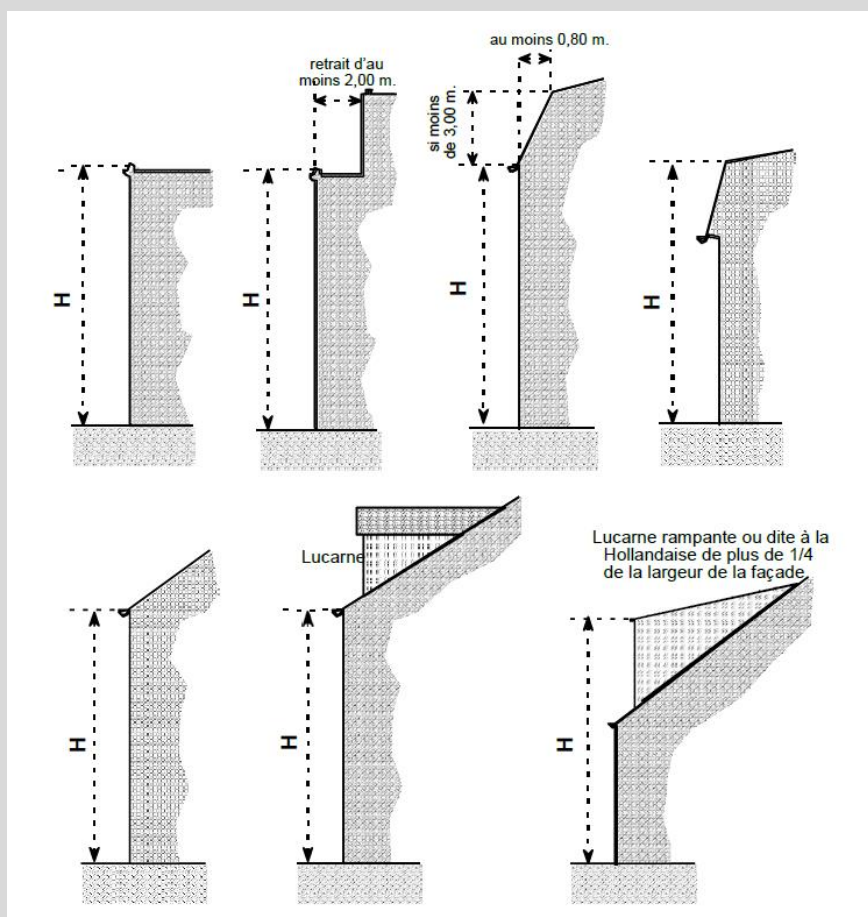 retrait d'au
moins 2,00 m.
au moins 0,80 m.
si moins
de 3,00 m.
H
H
H
H
Lucarne
Lucarne rampante ou dite à la
Hollandaise de plus de 1/4
de la largeur de la façade
H
H
H